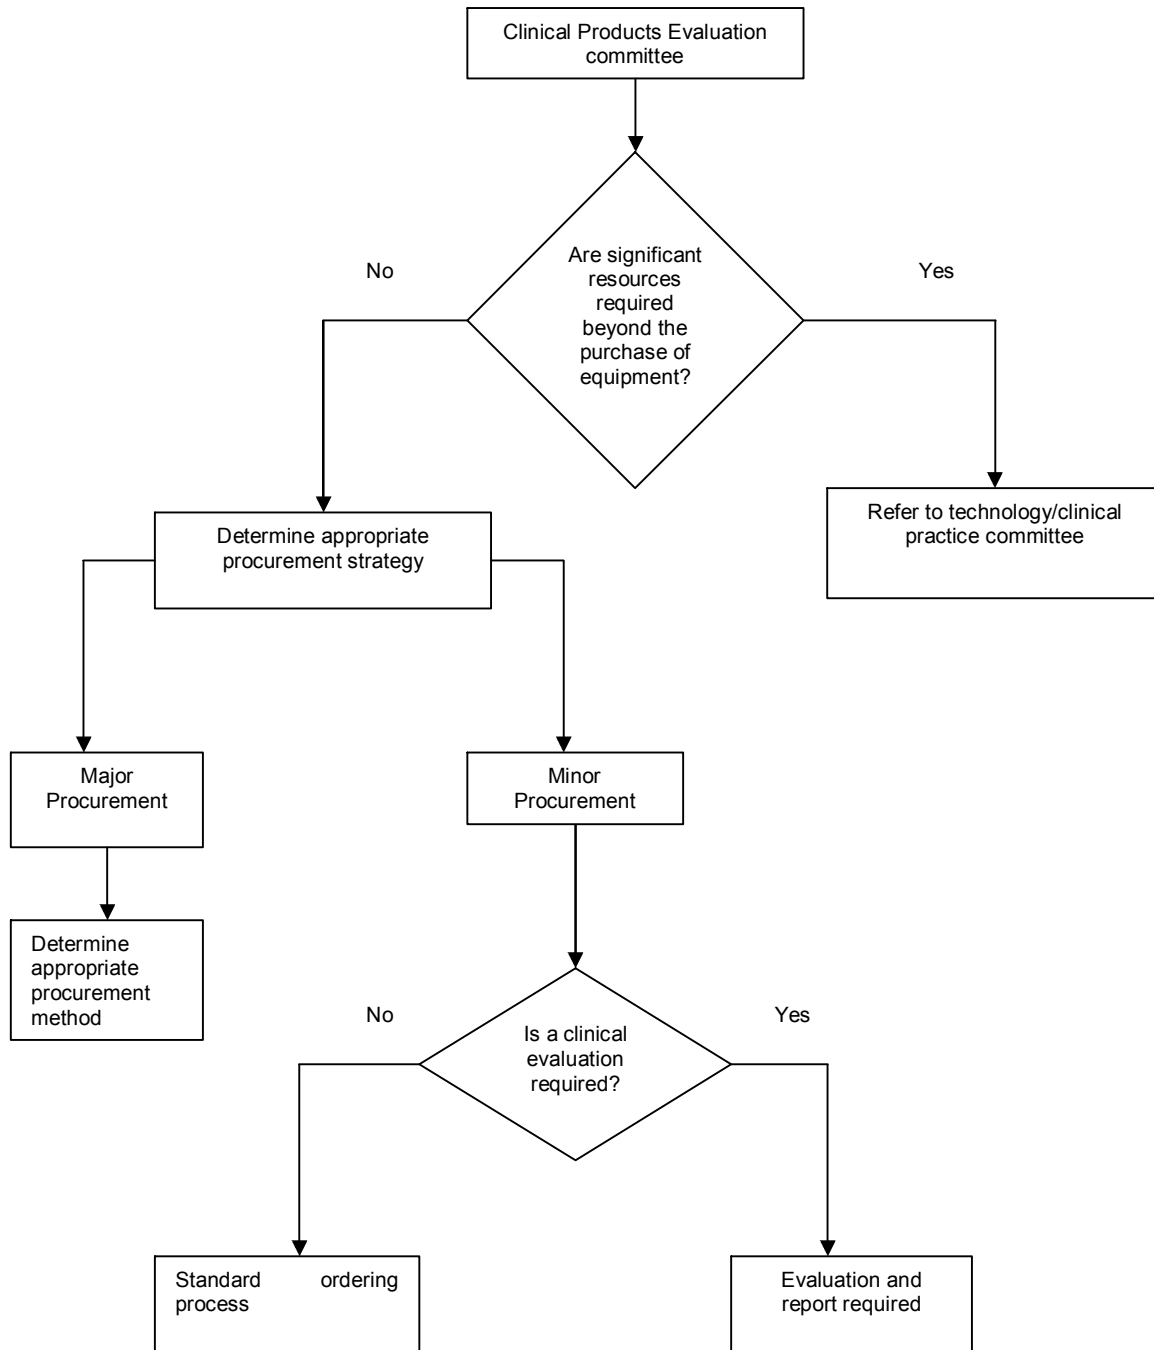 Clinical Products Evaluation
committee
Are significant
resources
required
beyond the
purchase of
equipment?
No
Yes
Refer to technology/clinical
practice committee
Determine appropriate
procurement strategy
Major
Procurement
Minor
Procurement
Determine
appropriate
procurement
method
Is a clinical
evaluation
required?
No
Yes
Standard ordering
process
Evaluation and
report required